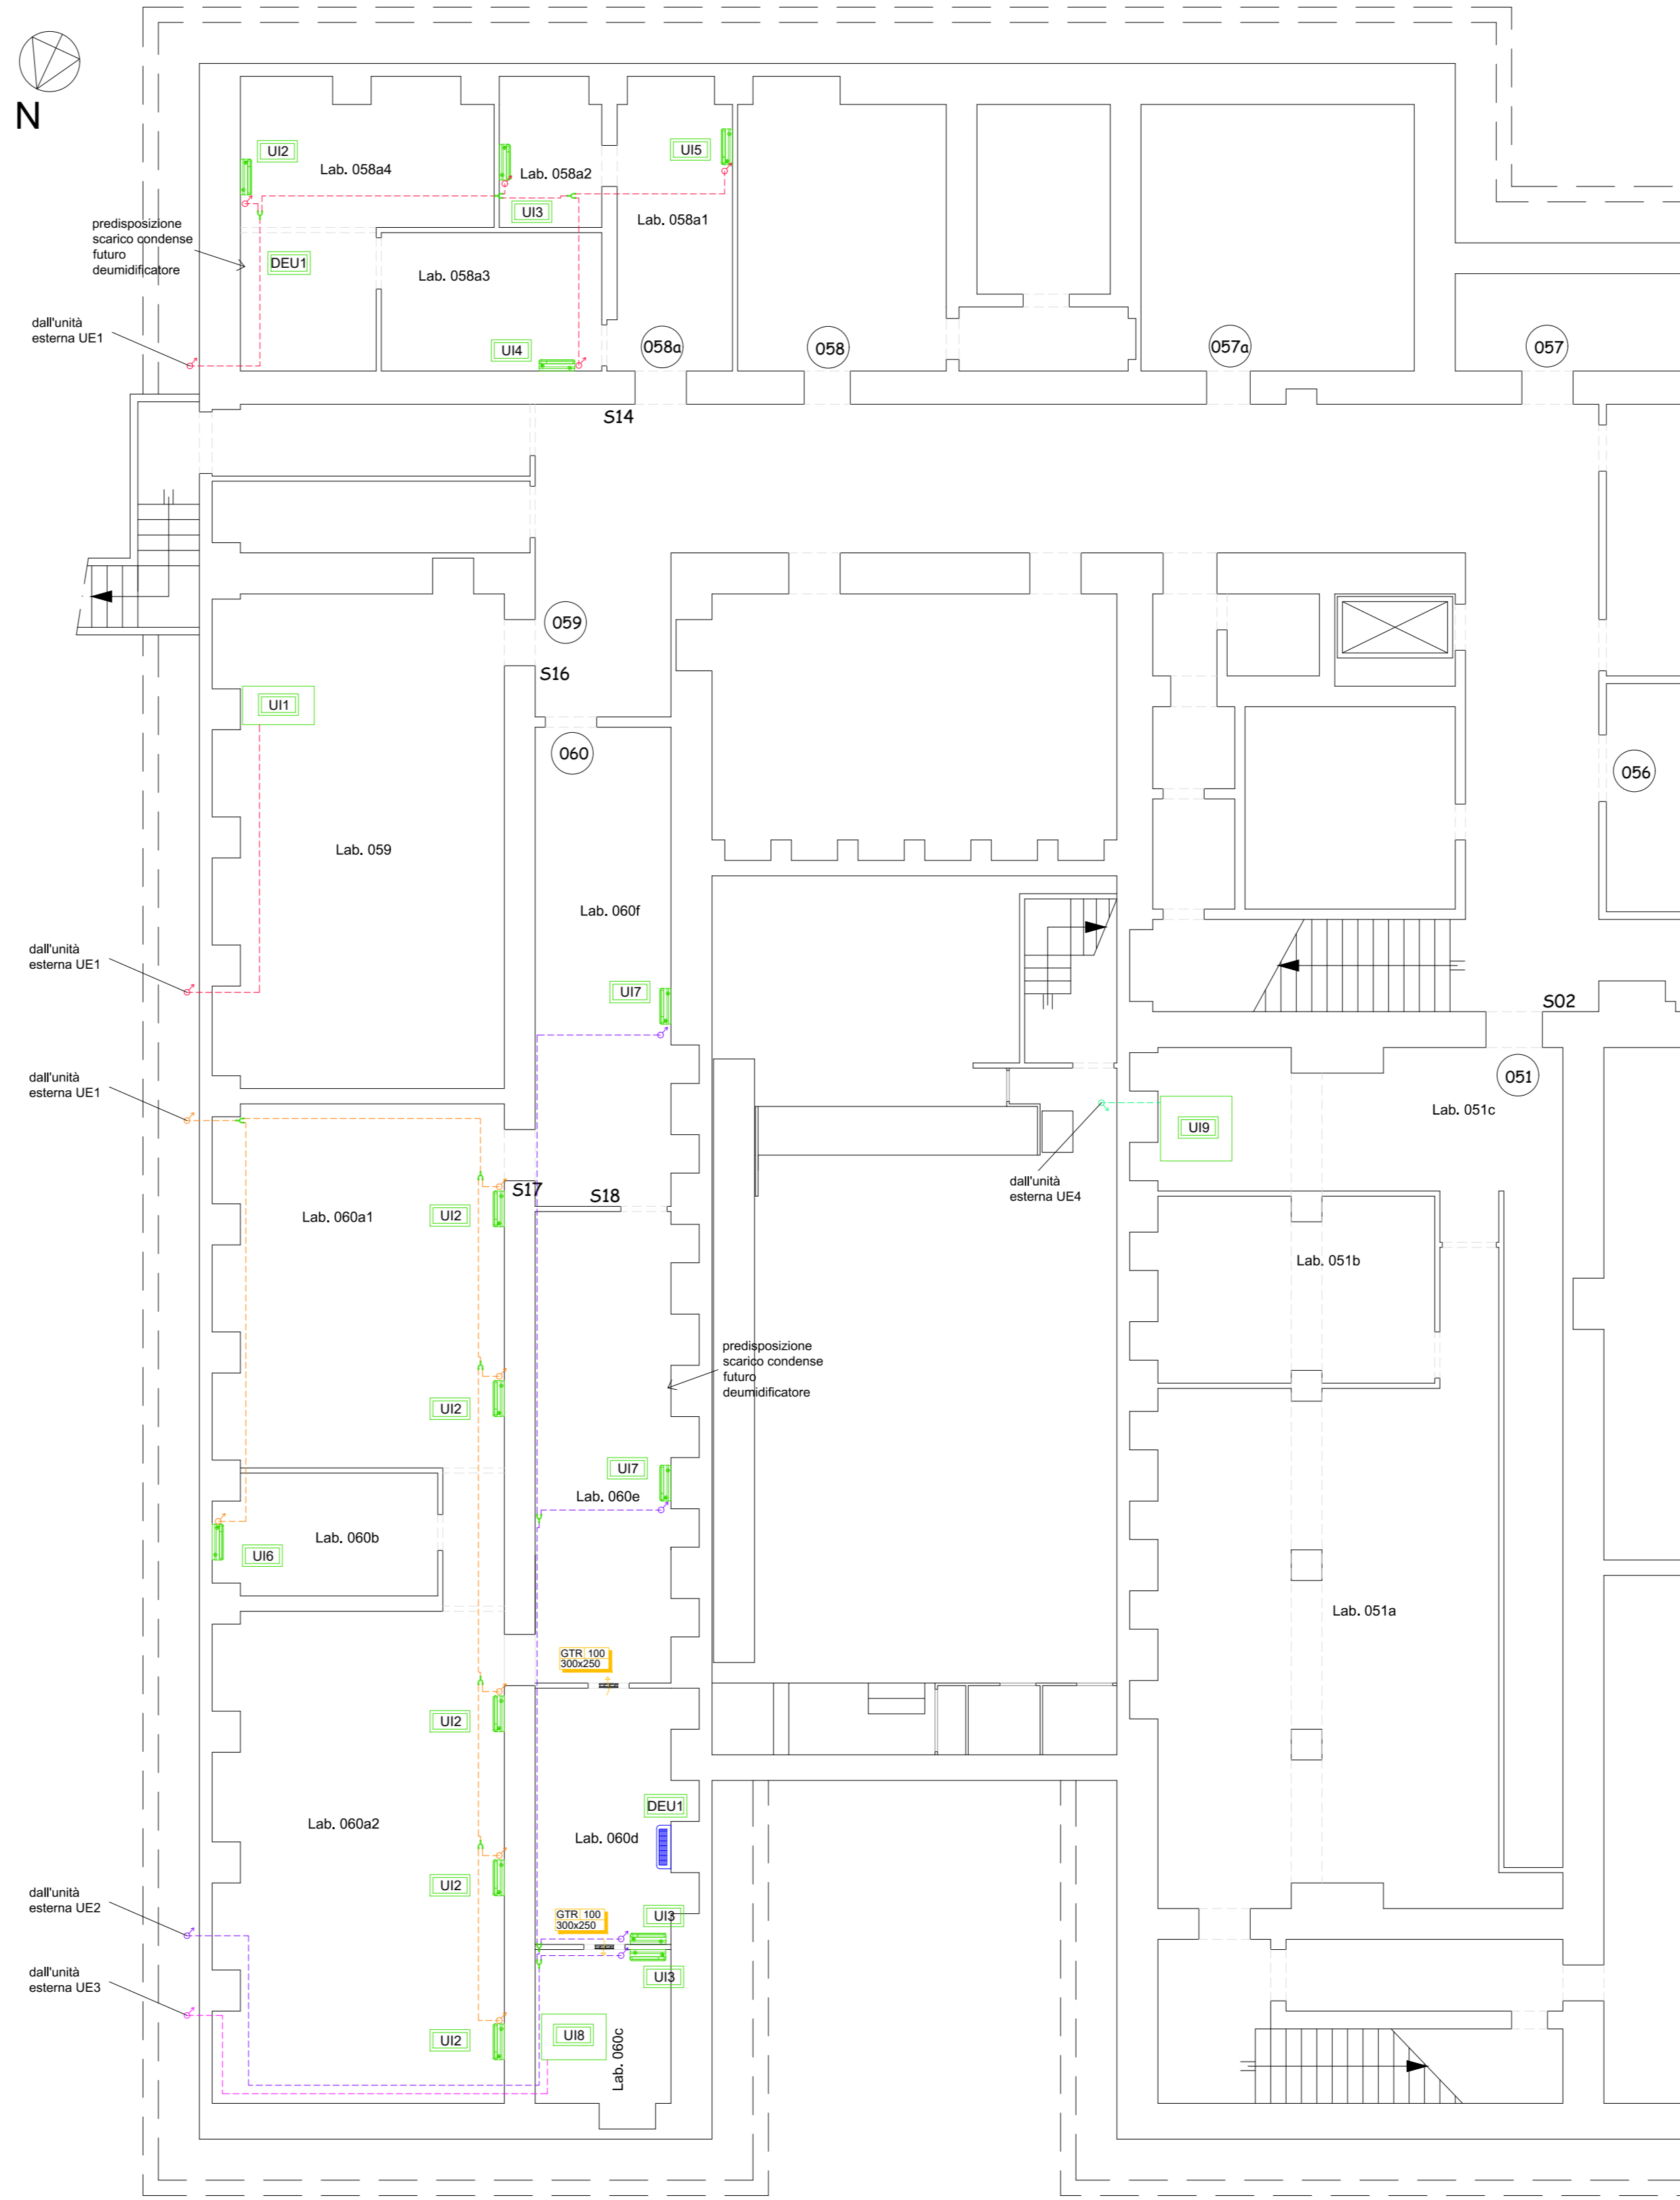 N
UI2
Lab. 058a4
Lab. 058a2
UI5
UI3
Lab. 058a1
predisposizione
scarico condense
futuro
deumidificatore
DEU1
Lab. 058a3
dall'unità
esterna UE1
UI4
058a
058
057a
057
S14
059
S16
UI1
060
056
Lab. 059
Lab. 060f
dall'unità
esterna UE1
UI7
S02
dall'unità
esterna UE1
051
Lab. 051c
UI9
dall'unità
esterna UE4
S17
S18
Lab. 060a1
UI2
Lab. 051b
predisposizione
scarico condense
futuro
deumidificatore
UI2
UI7
Lab. 060e
Lab. 060b
UI6
Lab. 051a
GTR 100
300x250
UI2
DEU1
Lab. 060a2
Lab. 060d
UI2
dall'unità
esterna UE2
GTR 100
300x250
UI3
dall'unità
esterna UE3
UI3
UI2
UI8
Lab. 060c